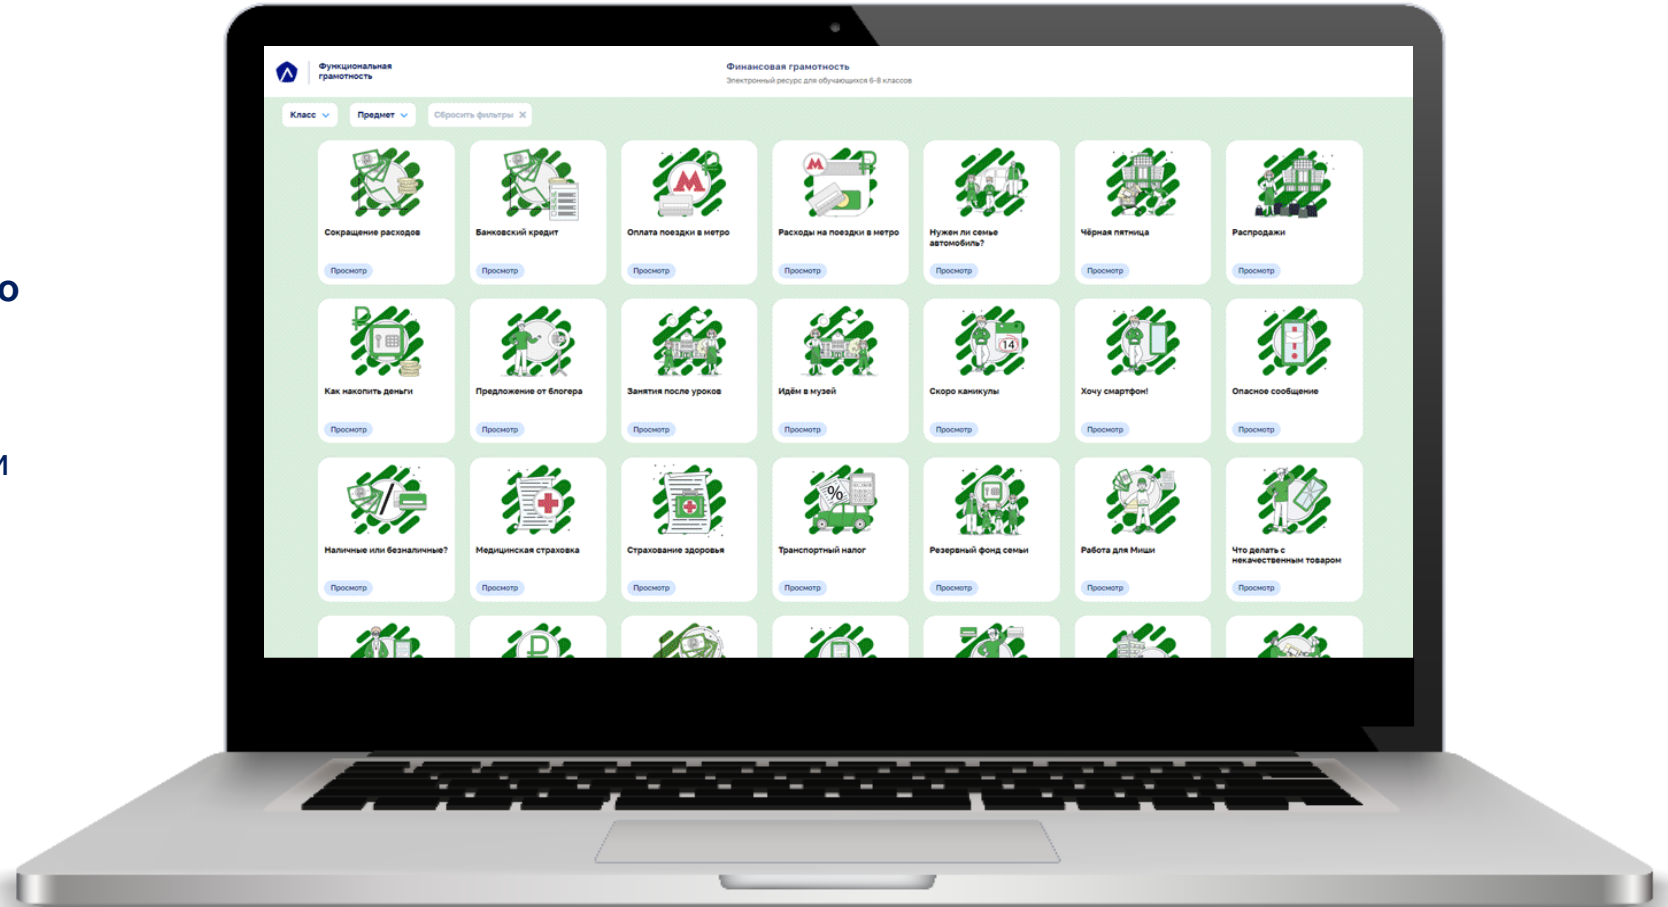 Функциональная
грамотность
Финансовая грамотность
Электронный ресурс для обучающихся 6-8 классов
Класс
Предмет
Сбросить фильтры
Сокращение расходов
Банковский кредит
Оплата поездки в метро
Расходы на поездки в метро
Нужен ли семье
автомобиль?
Чёрная пятница
Распродажи
Просмотр
Просмотр
Просмотр
Просмотр
Просмотр
Просмотр
Просмотр
о
14
Как накопить деньги
Предложение от блогера
Занятия после уроков
Идём в музей
Скоро каникулы
Хочу смартфон!
Опасное сообщение
Просмотр
Просмотр
Просмотр
Просмотр
Просмотр
Просмотр
Просмотр
и
%
Наличные или безналичные?
Медицинская страховка
Страхование здоровья
Транспортный налог
Резервный фонд семьи
Работа для Миши
Что делать с
некачественным товаром
Просмотр
Просмотр
Просмотр
Просмотр
Просмотр
Просмотр
Просмотр